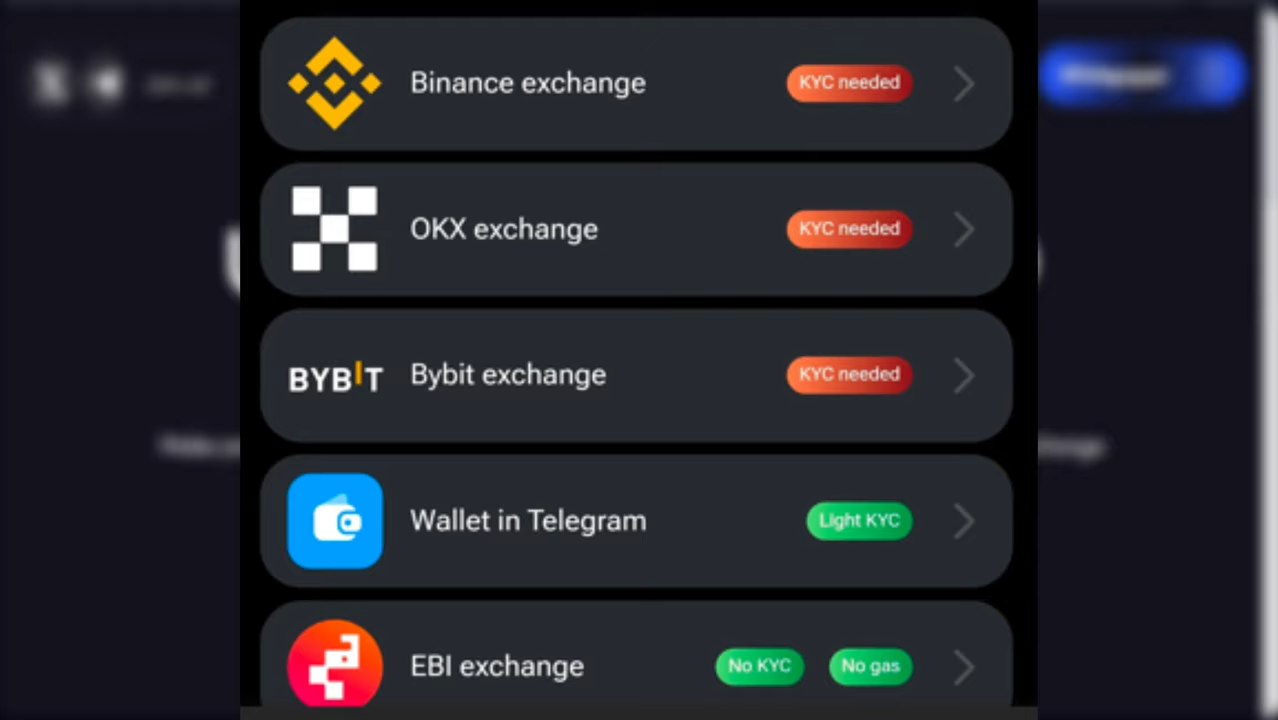 Binance exchange
KYC needed
OKX exchange
KYC needed
BYBIT
Bybit exchange
KYC needed
Wallet in Telegram
Light KYC
EBI exchange
No KYC
No gas